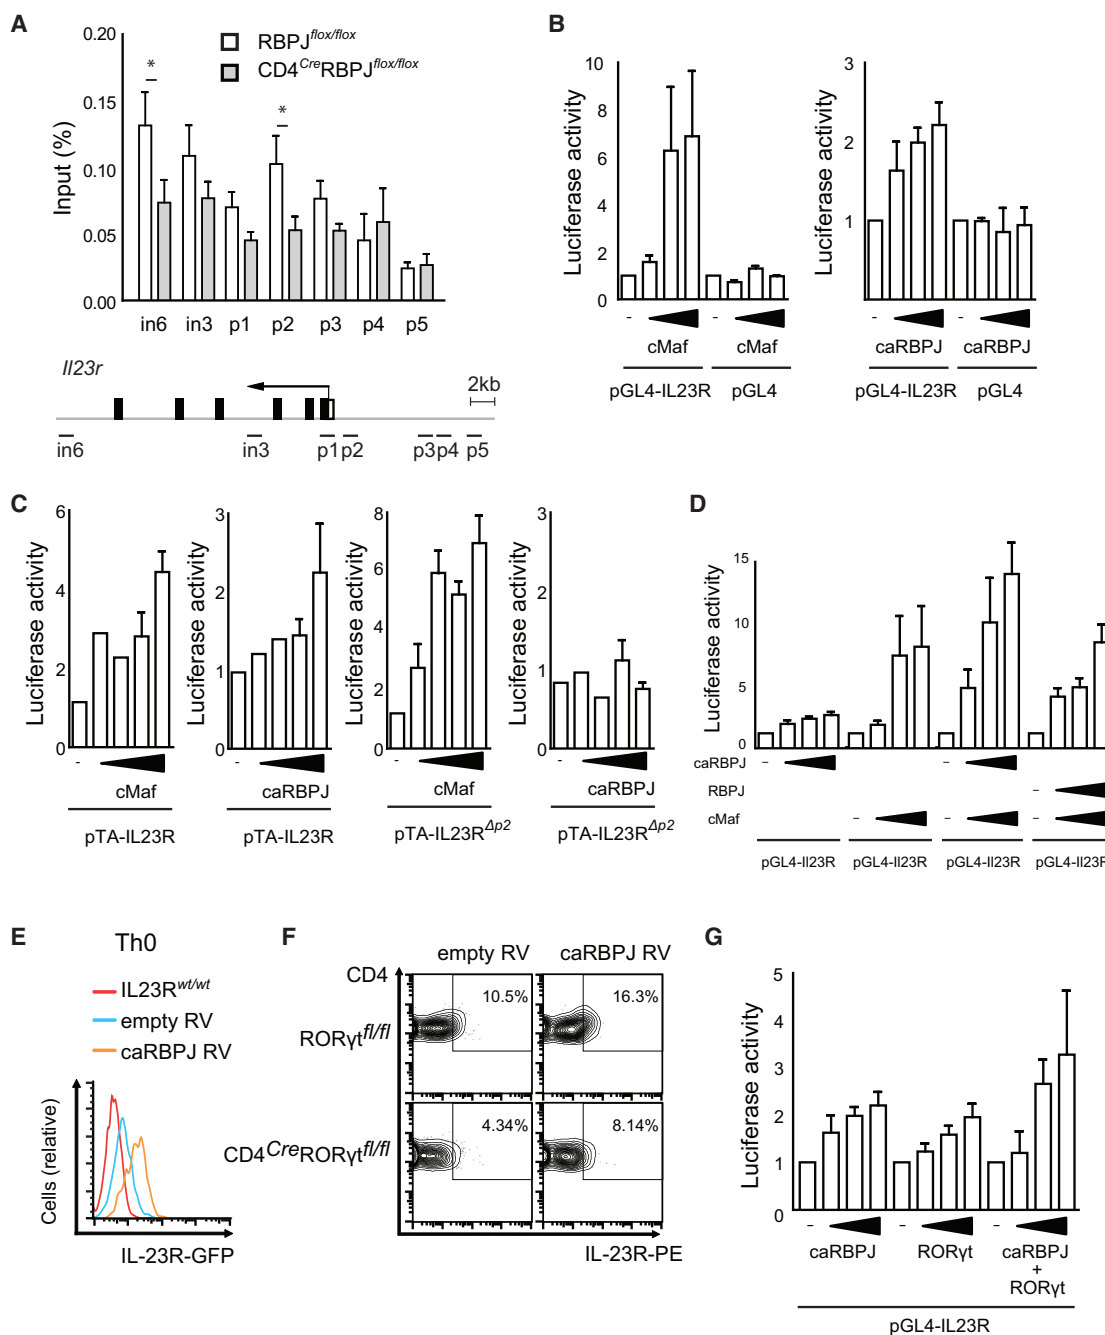 A
0.20
0.15
0.10
0.05
0.00
Input (%)
RBPJflox/flox
CD4CreRBPJflox/flox
*
*
in6 in3 p1 p2 p3 p4 p5
Il23r
2kb
in6 in3 p1 p2 p3 p4 p5
B
10
8
6
4
2
0
Luciferase activity
- -
cMaf cMaf
pGL4-IL23R pGL4
3
2
1
Luciferase activity
- -
caRBPJ caRBPJ
pGL4-IL23R pGL4
C
6
4
2
0
Luciferase activity
-
cMaf
pTA-IL23R
3
2
1
0
Luciferase activity
-
caRBPJ
pTA-IL23R
8
6
4
2
0
Luciferase activity
-
cMaf
pTA-IL23RΔp2
3
2
1
0
Luciferase activity
-
caRBPJ
pTA-IL23RΔp2
D
15
10
5
0
Luciferase activity
caRBPJ – –
RBPJ –
cMaf – – –
pGL4-Il23R pGL4-Il23R pGL4-Il23R pGL4-Il23R
E
Th0
IL23Rwt/wt
empty RV
caRBPJ RV
Cells (relative)
IL-23R-GFP
F
empty RV caRBPJ RV
CD4
RORγtfl/fl
10.5% 16.3%
CD4CreRORγtfl/fl
4.34% 8.14%
IL-23R-PE
G
5
4
3
2
1
0
Luciferase activity
- - -
caRBPJ RORγt caRBPJ
+
RORγt
pGL4-IL23R